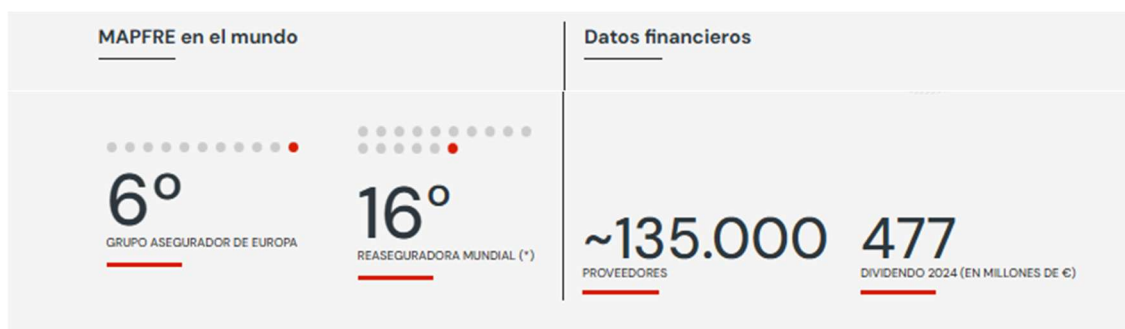 MAPFRE en el mundo
Datos financieros
6º
GRUPO ASEGURADOR DE EUROPA
16º
REASEGURADORA MUNDIAL (*)
~135.000
PROVEEDORES
477
DIVIDENDO 2024 (EN MILLONES DE €)